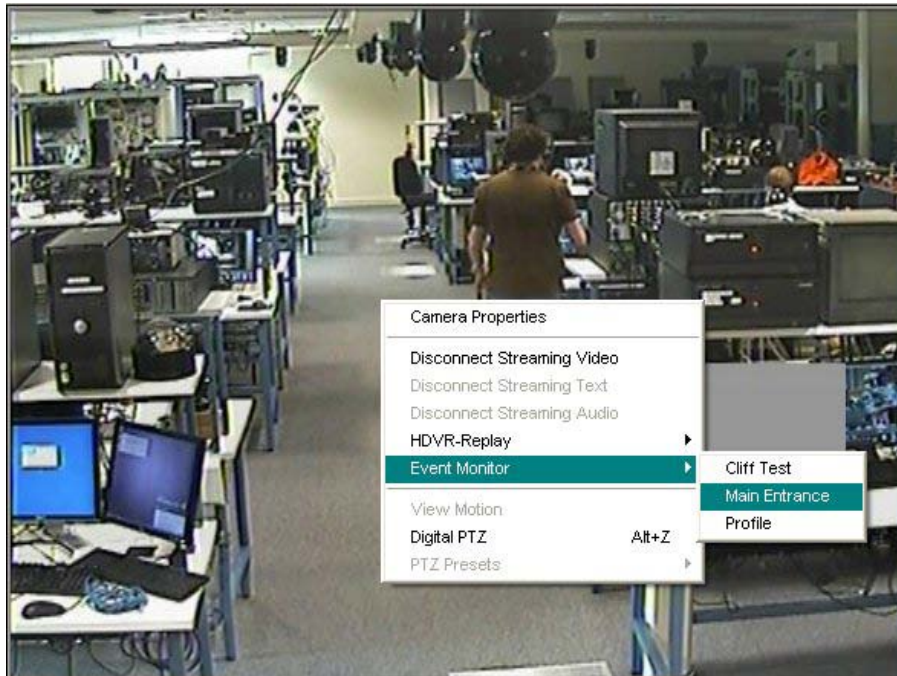 Camera Properties
Disconnect Streaming Video
Disconnect Streaming Text
Disconnect Streaming Audio
HDVR-Replay
Event Monitor
View Motion
Digital PTZ Alt+Z
PTZ Presets
Cliff Test
Main Entrance
Profile